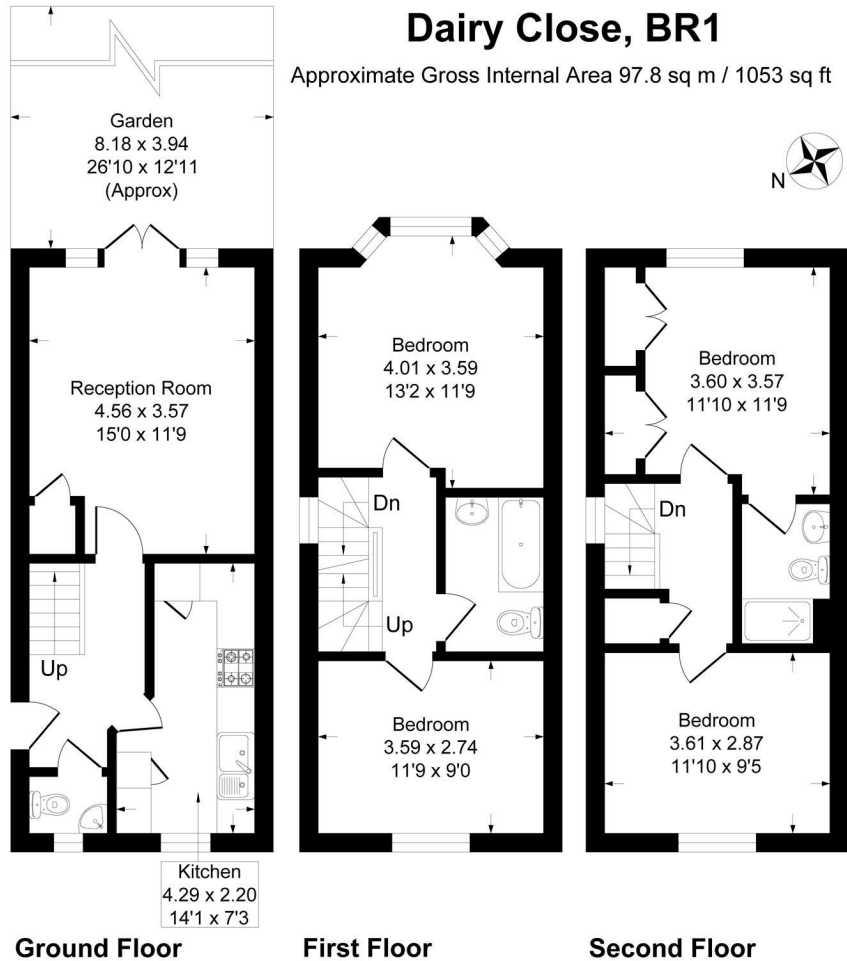 Dairy Close, BR1
Approximate Gross Internal Area 97.8 sq m / 1053 sq ft
N
Garden
8.18 x 3.94
26'10 x 12'11
(Approx)
Reception Room
4.56 x 3.57
15'0 x 11'9
Up
Kitchen
4.29 x 2.20
14'1 x 7'3
Ground Floor
Bedroom
4.01 x 3.59
13'2 x 11'9
Dn
Up
Bedroom
3.59 x 2.74
11'9 x 9'0
First Floor
Bedroom
3.60 x 3.57
11'10 x 11'9
Dn
Bedroom
3.61 x 2.87
11'10 x 9'5
Second Floor